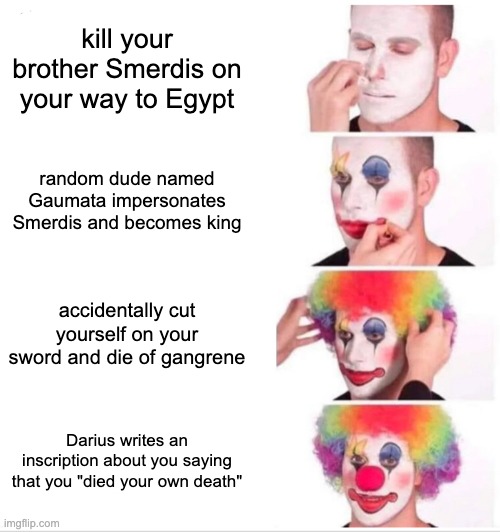 kill your
brother Smerdis on
your way to Egypt
random dude named
Gaumata impersonates
Smerdis and becomes king
accidentally cut
yourself on your
sword and die of gangrene
Darius writes an
inscription about you saying
that you "died your own death"
imgflip.com